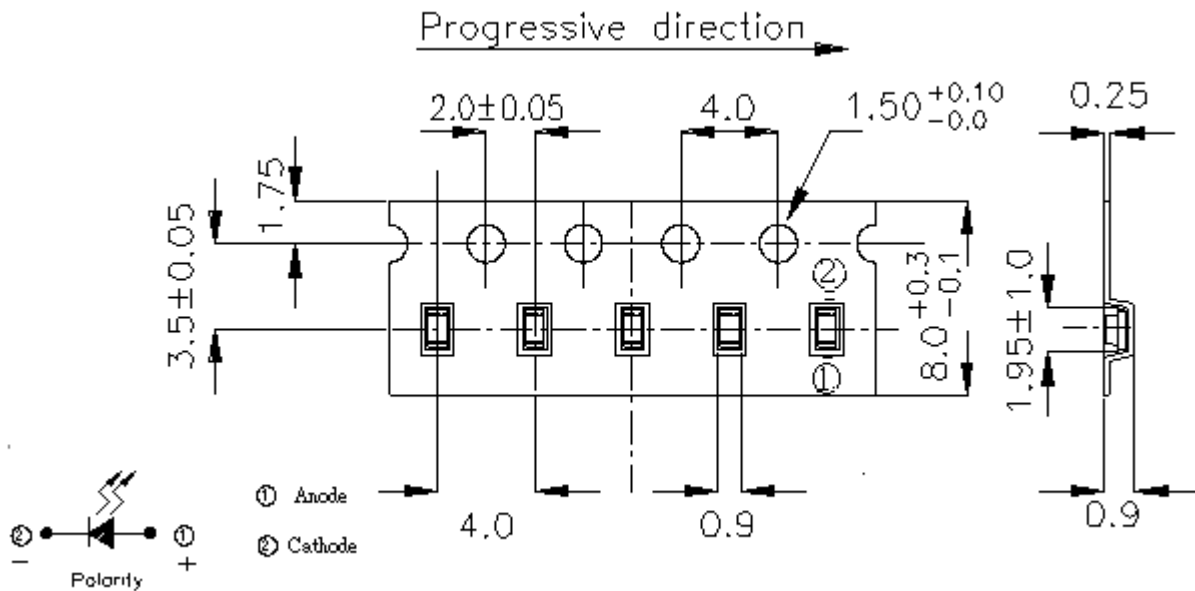 Progressive direction
2.0±0.05
4.0
1.50 +0.10 -0.0
0.25
1.75
3.5±0.05
②
①
8.0 +0.3 -0.1
1.95±1.0
4.0
0.9
0.9
① Anode
② Cathode
② ①
− +
Polarity